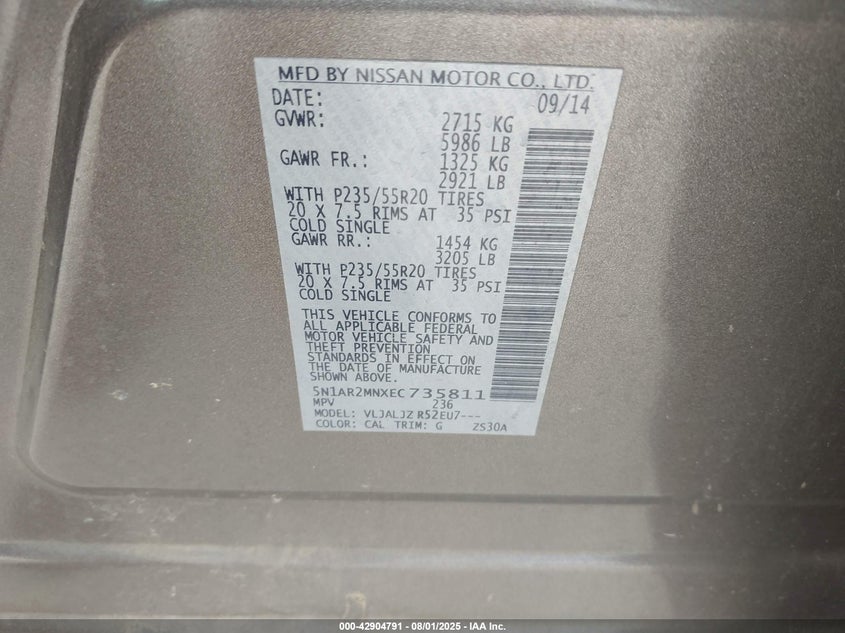 MFD BY NISSAN MOTOR CO., LTD.
DATE: 09/14
GVWR: 2715 KG
5986 LB
GAWR FR.: 1325 KG
2921 LB
WITH P235/55R20 TIRES
20 X 7.5 RIMS AT 35 PSI
COLD SINGLE
GAWR RR.: 1454 KG
3205 LB
WITH P235/55R20 TIRES
20 X 7.5 RIMS AT 35 PSI
COLD SINGLE
THIS VEHICLE CONFORMS TO
ALL APPLICABLE FEDERAL
MOTOR VEHICLE SAFETY AND
THEFT PREVENTION
STANDARDS IN EFFECT ON
THE DATE OF MANUFACTURE
SHOWN ABOVE.
5N1AR2MNXEC735811
MPV 236
MODEL: VLJALJZ R52EU7---
COLOR: CAL TRIM: G ZS30A
000-42904791 - 08/01/2025 - IAA Inc.